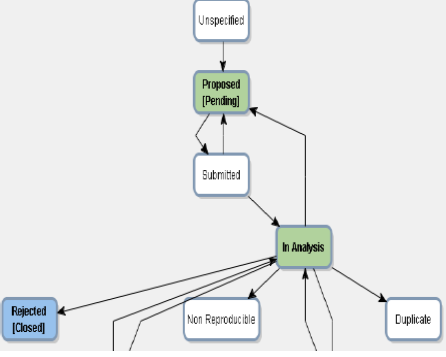 Unspecified
Proposed
[Pending]
Submitted
In Analysis
Rejected
[Closed]
Non Reproducible
Duplicate